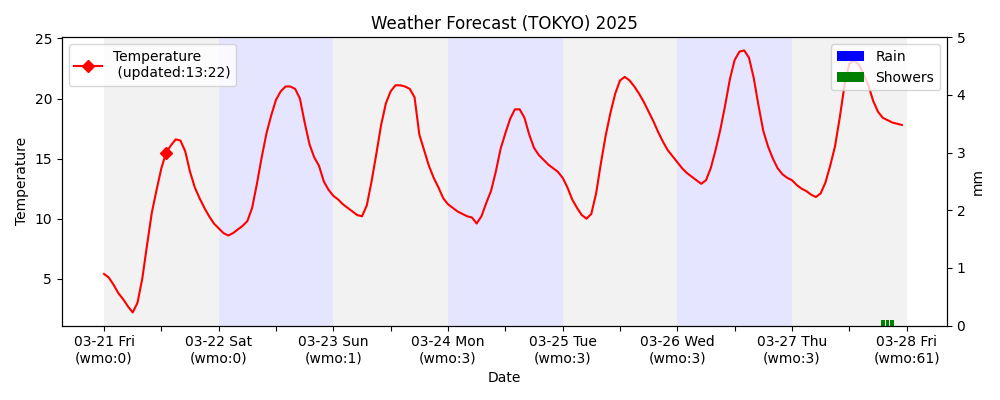 Weather Forecast (TOKYO) 2025
Temperature
(updated:13:22)
Rain
Showers
25
20
15
10
5
Temperature
5
4
3
2
1
0
mm
03-21 Fri
(wmo:0)
03-22 Sat
(wmo:0)
03-23 Sun
(wmo:1)
03-24 Mon
(wmo:3)
03-25 Tue
(wmo:3)
03-26 Wed
(wmo:3)
03-27 Thu
(wmo:3)
03-28 Fri
(wmo:61)
Date